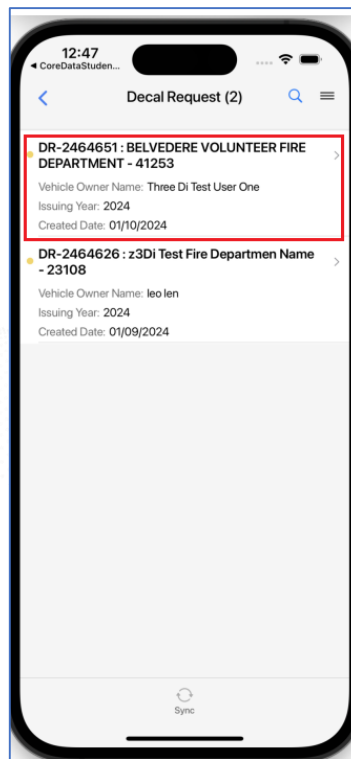 12:47
◀ CoreDataStuden...
Decal Request (2)
DR-2464651 : BELVEDERE VOLUNTEER FIRE
DEPARTMENT - 41253
Vehicle Owner Name: Three Di Test User One
Issuing Year: 2024
Created Date: 01/10/2024
DR-2464626 : z3Di Test Fire Departmen Name
- 23108
Vehicle Owner Name: leo len
Issuing Year: 2024
Created Date: 01/09/2024
Sync